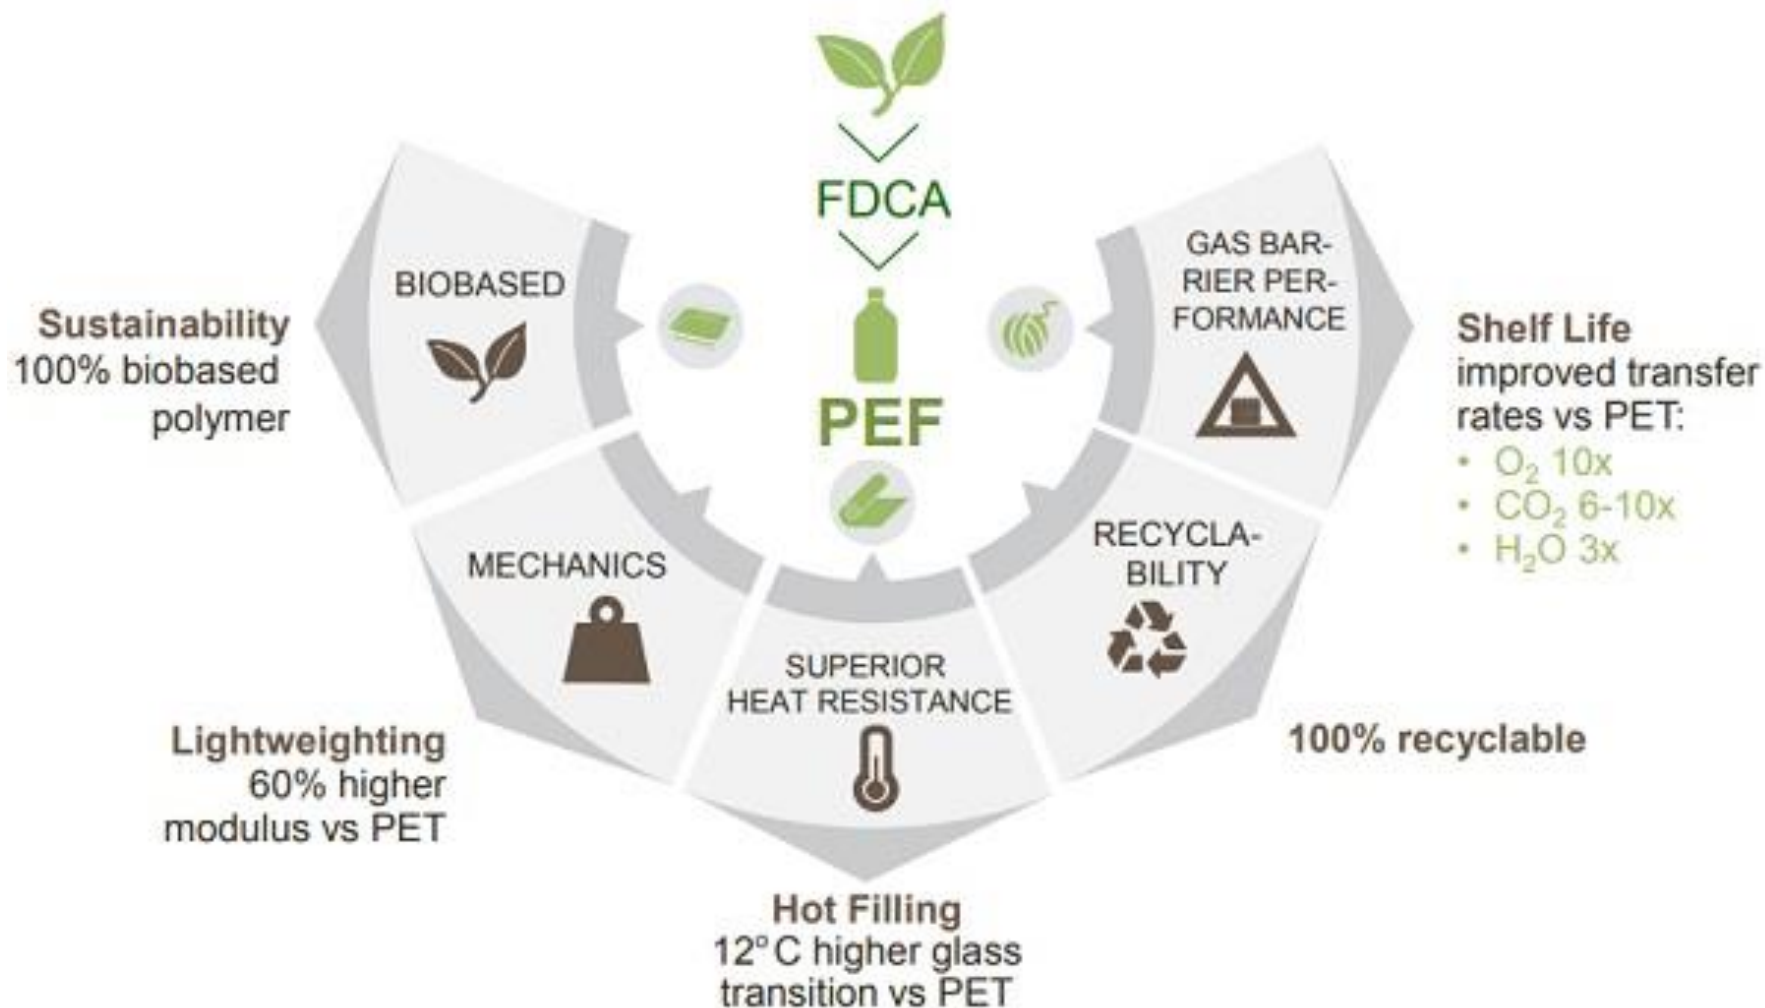 FDCA
PEF
BIOBASED
Sustainability
100% biobased
polymer
MECHANICS
Lightweighting
60% higher
modulus vs PET
SUPERIOR
HEAT RESISTANCE
Hot Filling
12°C higher glass
transition vs PET
RECYCLA-
BILITY
100% recyclable
GAS BAR-
RIER PER-
FORMANCE
Shelf Life
improved transfer
rates vs PET:
• O₂ 10x
• CO₂ 6-10x
• H₂O 3x